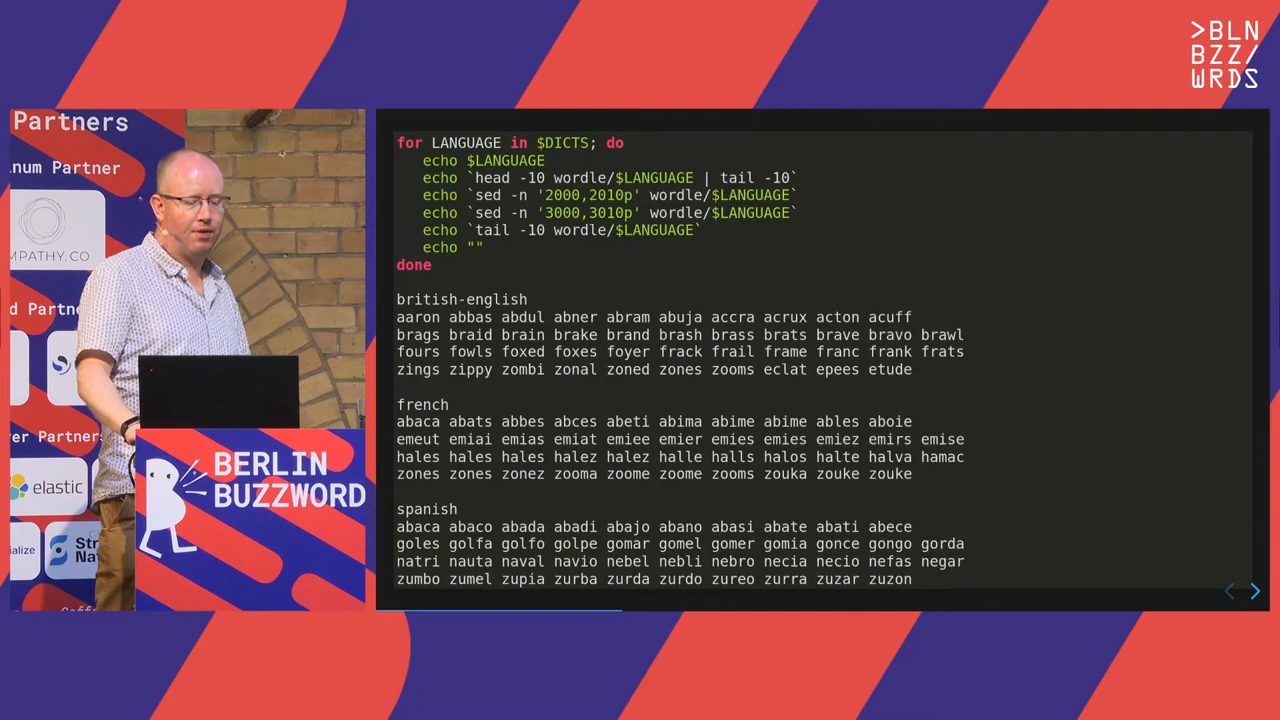 >BLN
BZZ/
WRDS
Partners
num Partner
MPATHY.CO
d Partne
er Partners
elastic
ialize
Str
Nat
BERLIN
BUZZWORD
for LANGUAGE in $DICTS; do
echo $LANGUAGE
echo `head -10 wordle/$LANGUAGE | tail -10`
echo `sed -n '2000,2010p' wordle/$LANGUAGE`
echo `sed -n '3000,3010p' wordle/$LANGUAGE`
echo `tail -10 wordle/$LANGUAGE`
echo ""
done
british-english
aaron abbas abdul abner abram abuja accra acrux acton acuff
brags braid brain brake brand brash brass brats brave bravo brawl
fours fowls foxed foxes foyer frack frail frame franc frank frats
zings zippy zombi zonal zoned zones zooms eclat epees etude
french
abaca abats abbes abces abeti abima abime abime ables aboie
emeut emiai emias emiat emiee emier emies emies emiez emirs emise
hales hales hales halez halez halle halls halos halte halva hamac
zones zones zonez zooma zoome zoome zooms zouka zouke zouke
spanish
abaca abaco abada abadi abajo abano abasi abate abati abece
goles golfa golfo golpe gomar gomel gomer gomia gonce gongo gorda
natri nauta naval navio nebel nebli nebro necia necio nefas negar
zumbo zumel zupia zurba zurda zurdo zureo zurra zuzar zuzon